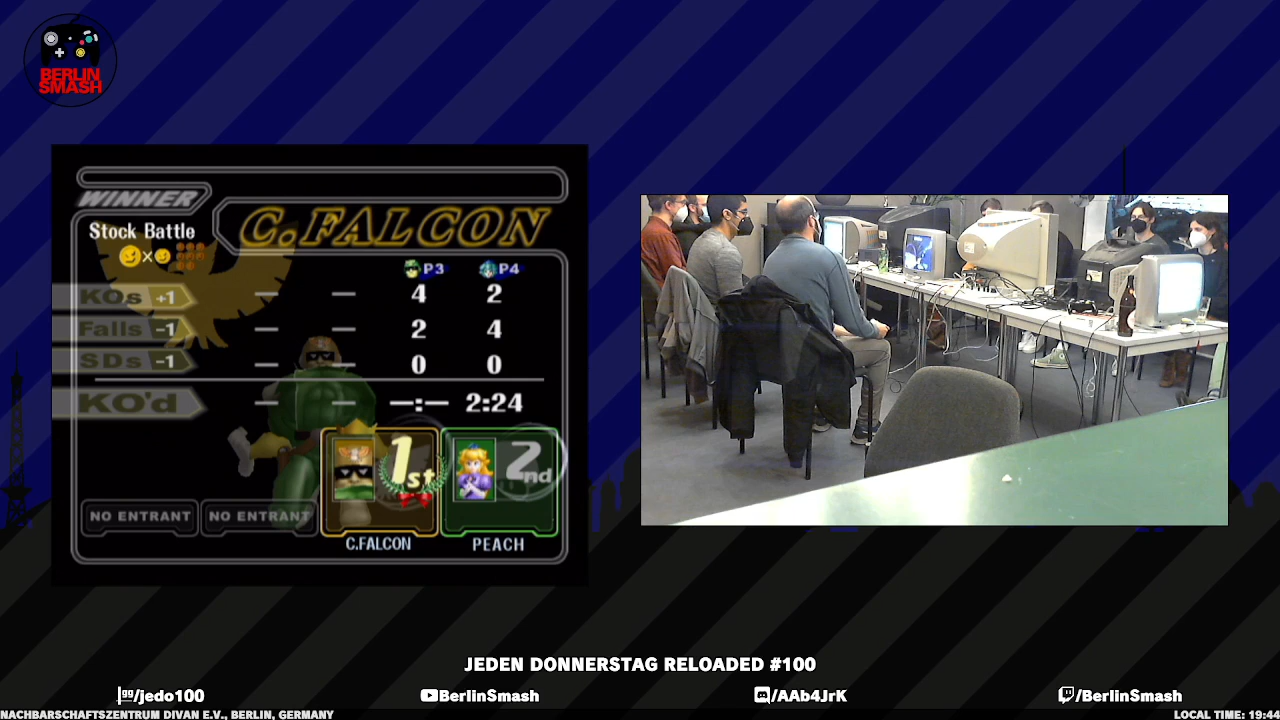 BERLIN
SMASH
WINNER
C.FALCON
Stock Battle
P3 P4
KOs +1 — — 4 2
Falls -1 — — 2 4
SDs -1 — — 0 0
KO'd — — —:— 2:24
1st 2nd
NO ENTRANT NO ENTRANT
C.FALCON PEACH
JEDEN DONNERSTAG RELOADED #100
gg/jedo100 BerlinSmash /AAb4JrK /BerlinSmash
NACHBARSCHAFTSZENTRUM DIVAN E.V., BERLIN, GERMANY LOCAL TIME: 19:44